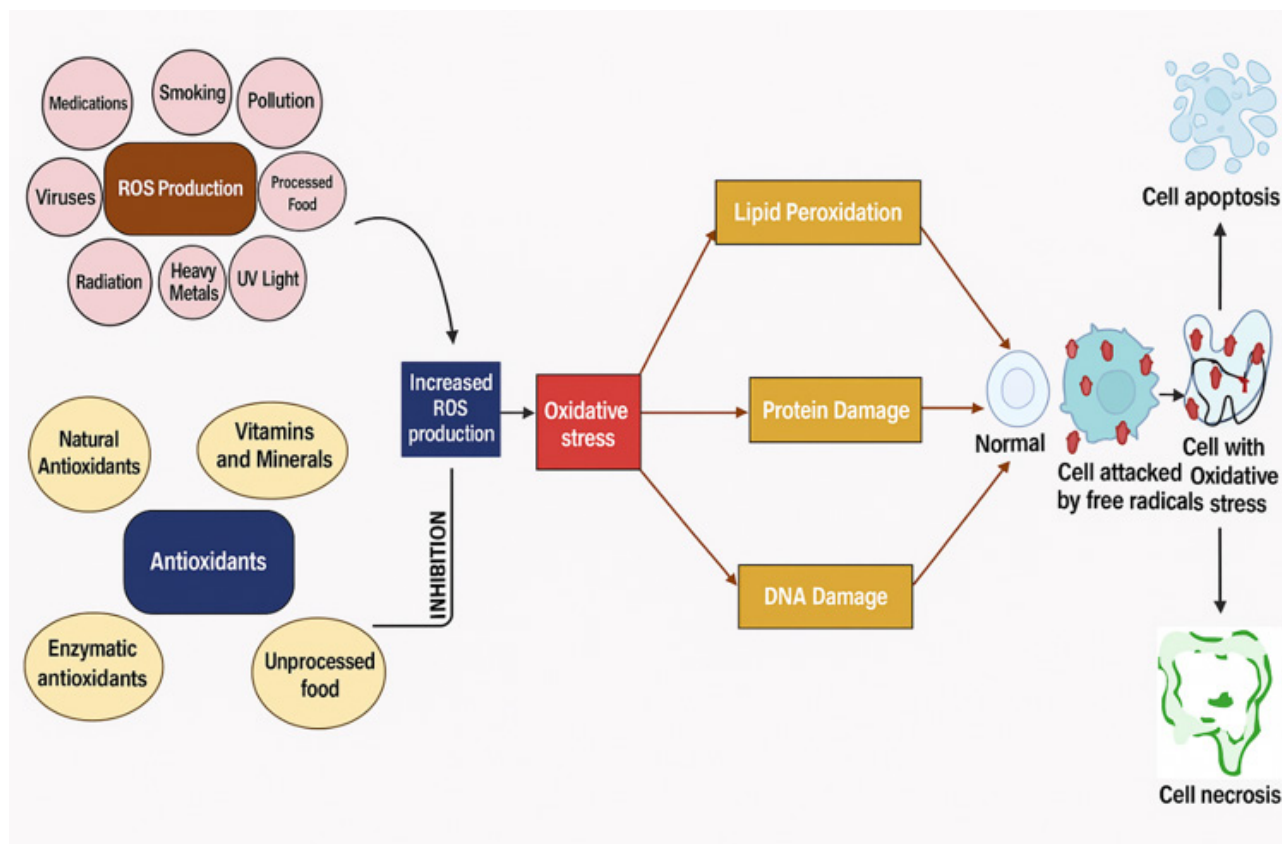 Medications
Smoking
Pollution
Viruses
ROS Production
Processed
Food
Radiation
Heavy
Metals
UV Light
Natural
Antioxidants
Vitamins
and Minerals
Antioxidants
Enzymatic
antioxidants
Unprocessed
food
INHIBITION
Increased
ROS
production
Oxidative
stress
Lipid Peroxidation
Protein Damage
DNA Damage
Normal
Cell attacked
by free radicals
Cell with
Oxidative
stress
Cell apoptosis
Cell necrosis